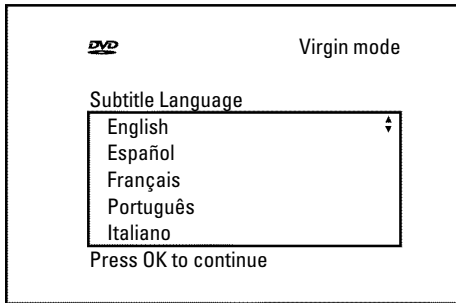 DVD Virgin mode
Subtitle Language
English
Español
Français
Português
Italiano
Press OK to continue